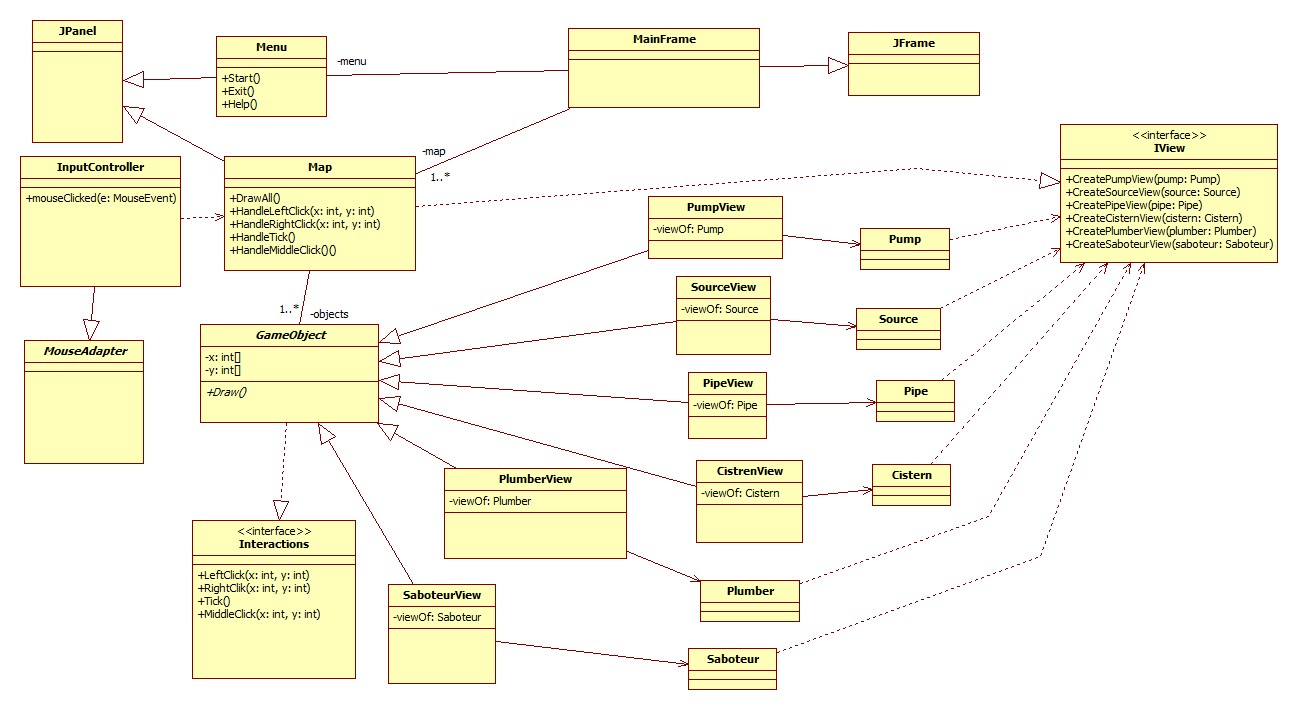 JPanel
Menu
+Start()
+Exit()
+Help()
-menu
MainFrame
JFrame
<<interface>>
IView
+CreatePumpView(pump: Pump)
+CreateSourceView(source: Source)
+CreatePipeView(pipe: Pipe)
+CreateCisternView(cistern: Cistern)
+CreatePlumberView(plumber: Plumber)
+CreateSaboteurView(saboteur: Saboteur)
InputController
+mouseClicked(e: MouseEvent)
Map
+DrawAll()
+HandleLeftClick(x: int, y: int)
+HandleRightClick(x: int, y: int)
+HandleTick()
+HandleMiddleClick()()
-map
1..*
PumpView
-viewOf: Pump
Pump
SourceView
-viewOf: Source
Source
1..*
-objects
GameObject
-x: int[]
-y: int[]
+Draw()
MouseAdapter
PipeView
-viewOf: Pipe
Pipe
CistrenView
-viewOf: Cistern
Cistern
PlumberView
-viewOf: Plumber
Plumber
<<interface>>
Interactions
+LeftClick(x: int, y: int)
+RightClik(x: int, y: int)
+Tick()
+MiddleClick(x: int, y: int)
SaboteurView
-viewOf: Saboteur
Saboteur